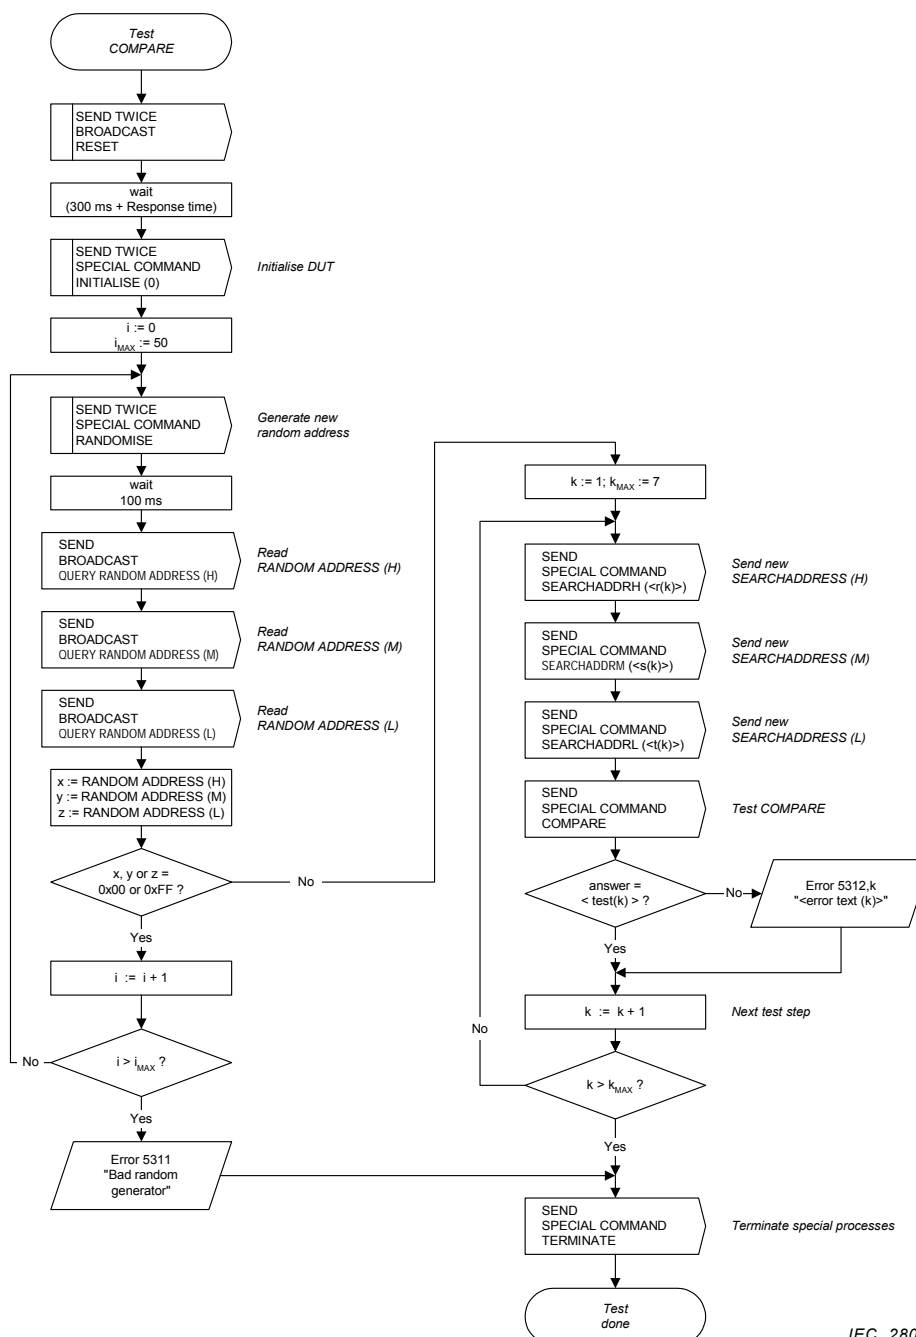 Test
COMPARE
SEND TWICE
BROADCAST
RESET
wait
(300 ms + Response time)
SEND TWICE
SPECIAL COMMAND
INITIALISE (0)
Initialise DUT
i := 0
iMAX := 50
SEND TWICE
SPECIAL COMMAND
RANDOMISE
Generate new
random address
wait
100 ms
SEND
BROADCAST
QUERY RANDOM ADDRESS (H)
Read
RANDOM ADDRESS (H)
SEND
BROADCAST
QUERY RANDOM ADDRESS (M)
Read
RANDOM ADDRESS (M)
SEND
BROADCAST
QUERY RANDOM ADDRESS (L)
Read
RANDOM ADDRESS (L)
x := RANDOM ADDRESS (H)
y := RANDOM ADDRESS (M)
z := RANDOM ADDRESS (L)
x, y or z =
0x00 or 0xFF ?
No
Yes
i := i + 1
No
i > iMAX ?
Yes
Error 5311
"Bad random
generator"
k := 1; kMAX := 7
SEND
SPECIAL COMMAND
SEARCHADDRH (<r(k)>)
Send new
SEARCHADDRESS (H)
SEND
SPECIAL COMMAND
SEARCHADDRM (<s(k)>)
Send new
SEARCHADDRESS (M)
SEND
SPECIAL COMMAND
SEARCHADDRL (<t(k)>)
Send new
SEARCHADDRESS (L)
SEND
SPECIAL COMMAND
COMPARE
Test COMPARE
answer =
< test(k) > ?
No
Error 5312,k
"<error text (k)>"
Yes
k := k + 1
Next test step
No
k > kMAX ?
Yes
SEND
SPECIAL COMMAND
TERMINATE
Terminate special processes
Test
done
IEC 280